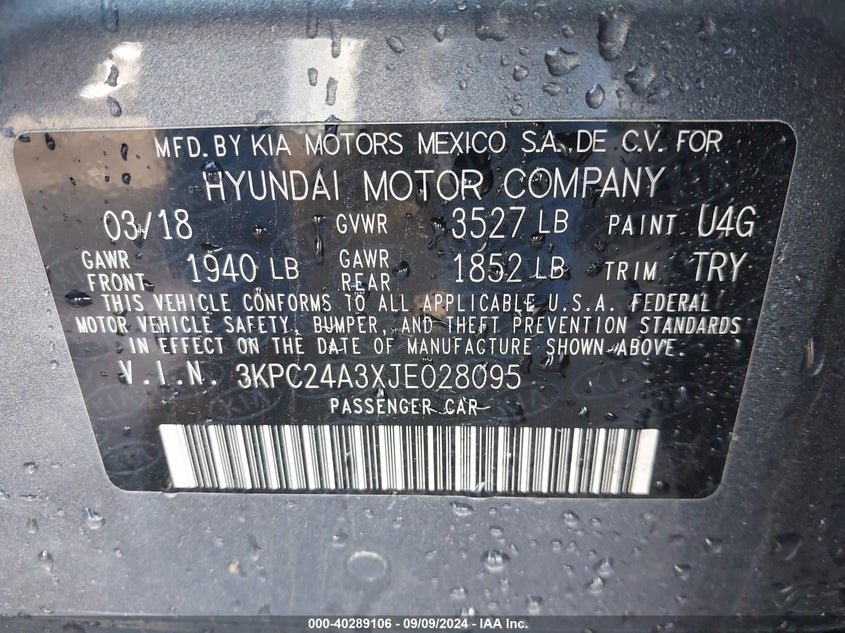 MFD. BY KIA MOTORS MEXICO S.A. DE C.V. FOR
HYUNDAI MOTOR COMPANY
03/18 GVWR 3527 LB PAINT U4G
GAWR FRONT 1940 LB GAWR REAR 1852 LB TRIM TRY
THIS VEHICLE CONFORMS TO ALL APPLICABLE U.S.A. FEDERAL
MOTOR VEHICLE SAFETY, BUMPER, AND THEFT PREVENTION STANDARDS
IN EFFECT ON THE DATE OF MANUFACTURE SHOWN ABOVE.
V.I.N. 3KPC24A3XJE028095
PASSENGER CAR
000-40289106 - 09/09/2024 - IAAI.com